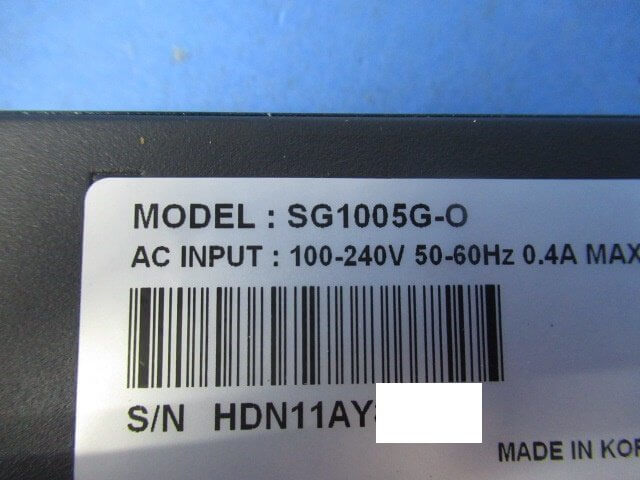 MODEL : SG1005G-O
AC INPUT : 100-240V 50-60Hz 0.4A MAX
S/N HDN11AY
MADE IN KOR